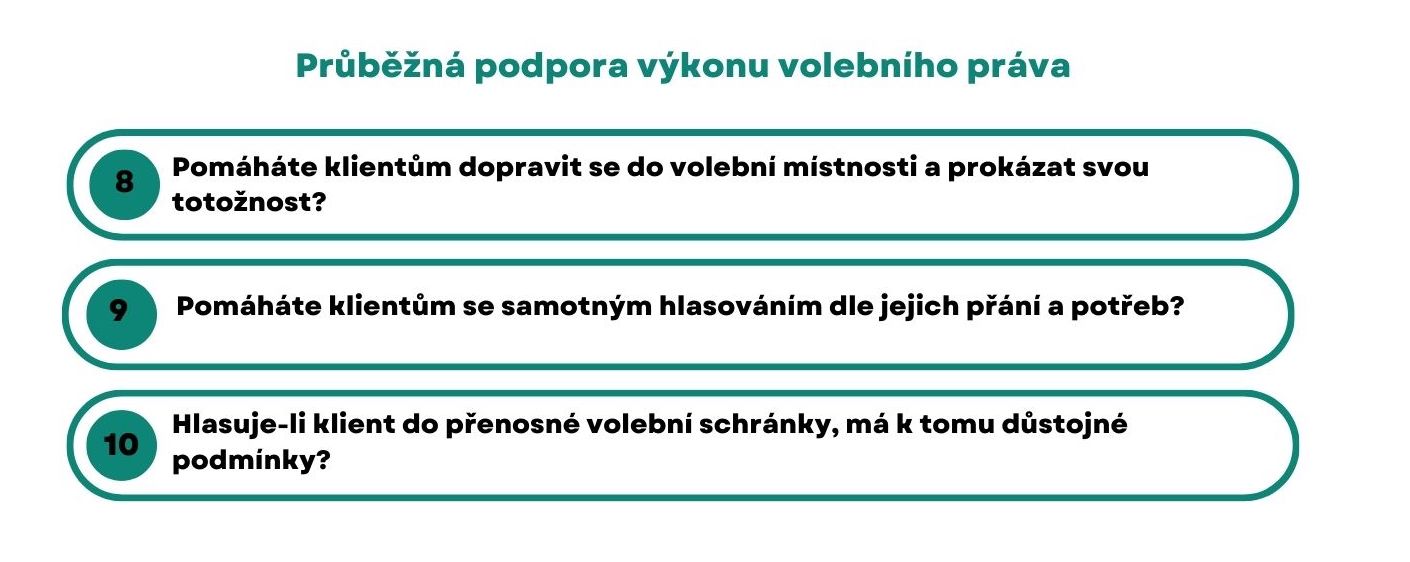 Průběžná podpora výkonu volebního práva
8
Pomáháte klientům dopravit se do volební místnosti a prokázat svou
totožnost?
9
Pomáháte klientům se samotným hlasováním dle jejich přání a potřeb?
10
Hlasuje-li klient do přenosné volební schránky, má k tomu důstojné
podmínky?